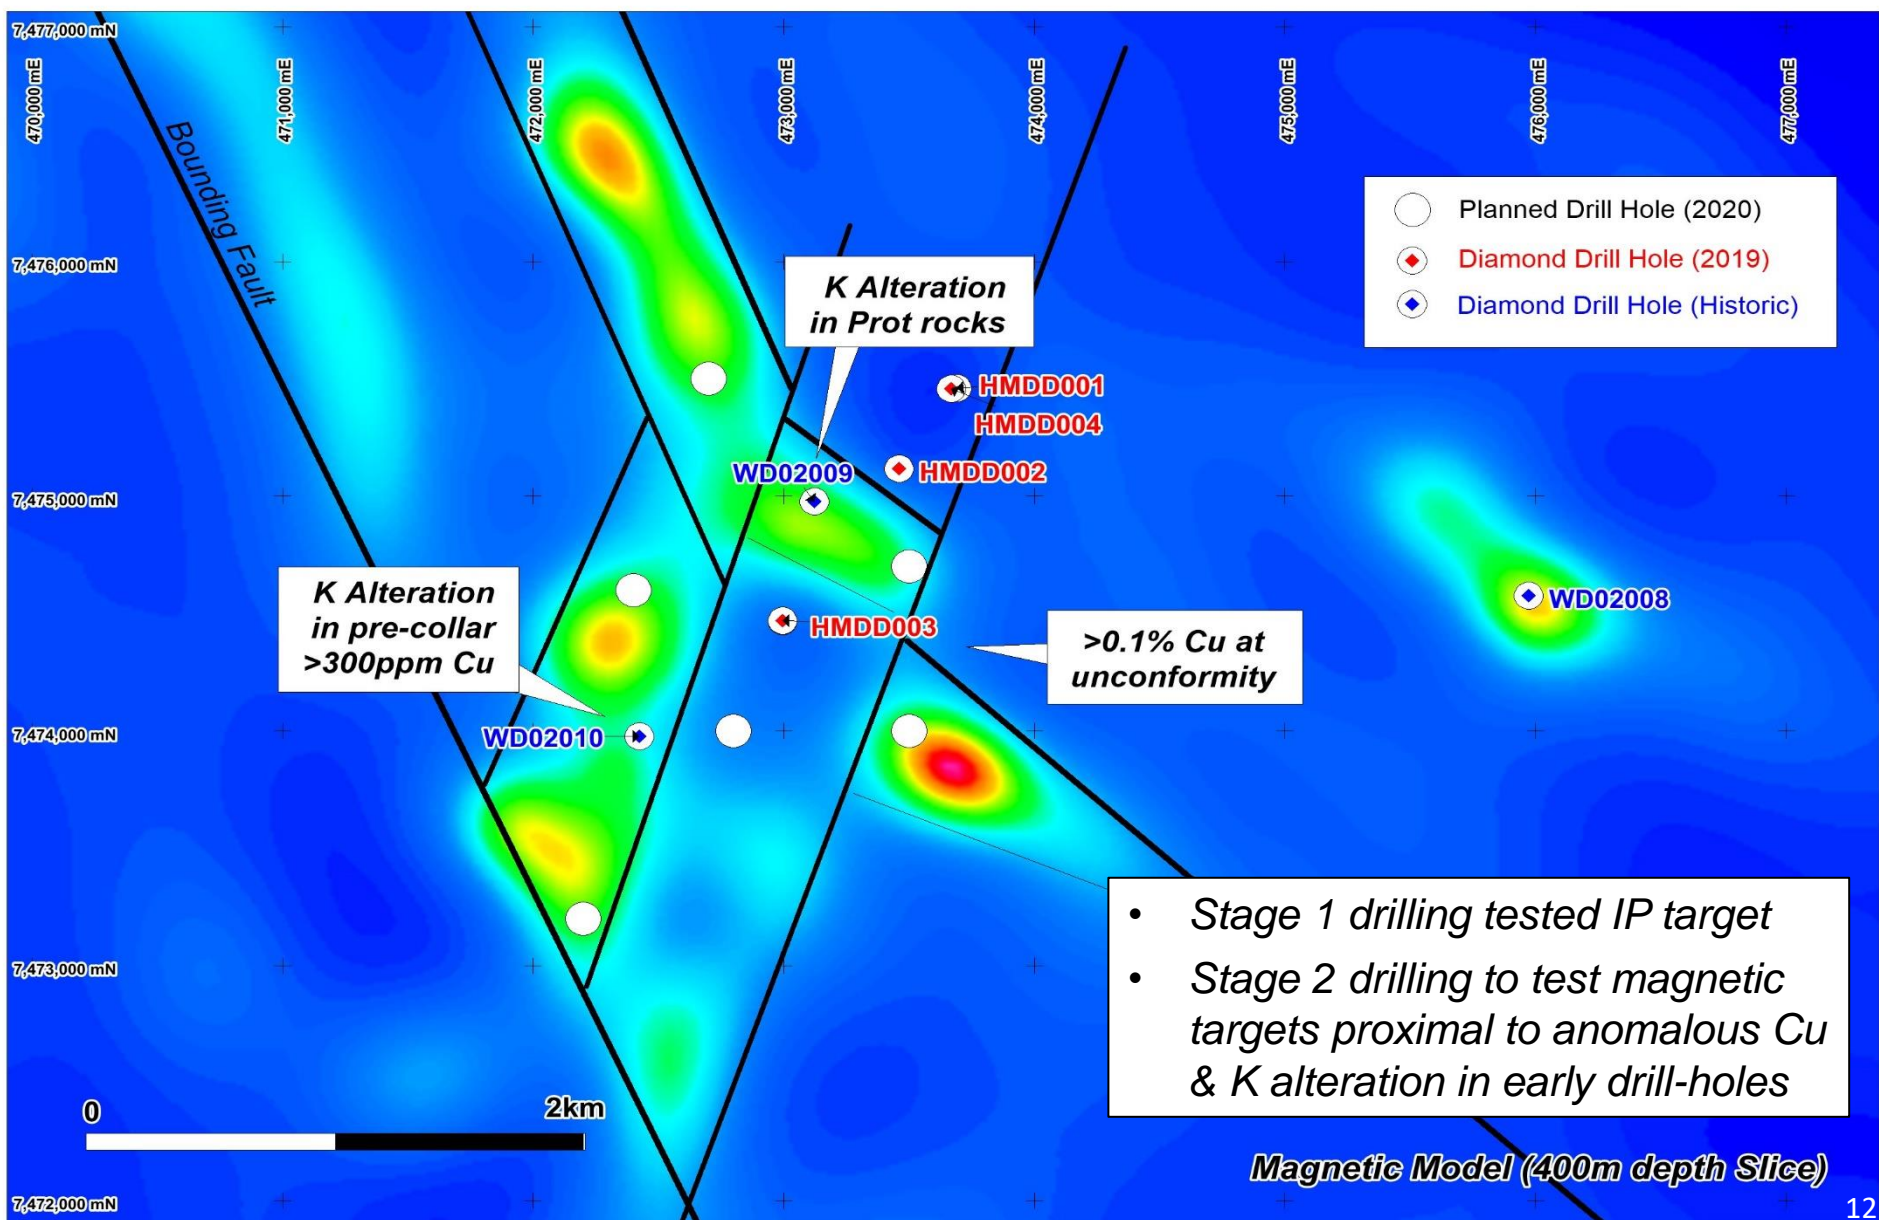 7,477,000 mN
470,000 mE
471,000 mE
472,000 mE
473,000 mE
474,000 mE
475,000 mE
476,000 mE
477,000 mE
Bounding Fault
Planned Drill Hole (2020)
Diamond Drill Hole (2019)
Diamond Drill Hole (Historic)
7,476,000 mN
K Alteration
in Prot rocks
HMDD001
HMDD004
WD02009
HMDD002
7,475,000 mN
K Alteration
in pre-collar
>300ppm Cu
WD02008
HMDD003
>0.1% Cu at
unconformity
7,474,000 mN
WD02010
7,473,000 mN
• Stage 1 drilling tested IP target
• Stage 2 drilling to test magnetic
targets proximal to anomalous Cu
& K alteration in early drill-holes
0
2km
Magnetic Model (400m depth Slice)
7,472,000 mN
12